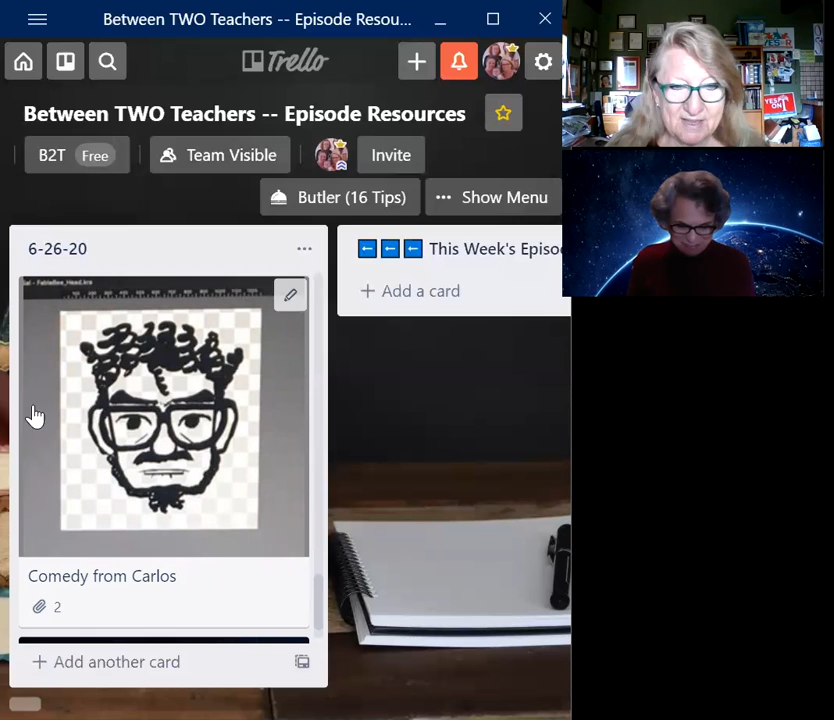 Between TWO Teachers -- Episode Resou...
Trello
Between TWO Teachers -- Episode Resources
B2T Free
Team Visible
Invite
Butler (16 Tips)
Show Menu
6-26-20
This Week's Episo
Add a card
Comedy from Carlos
2
Add another card